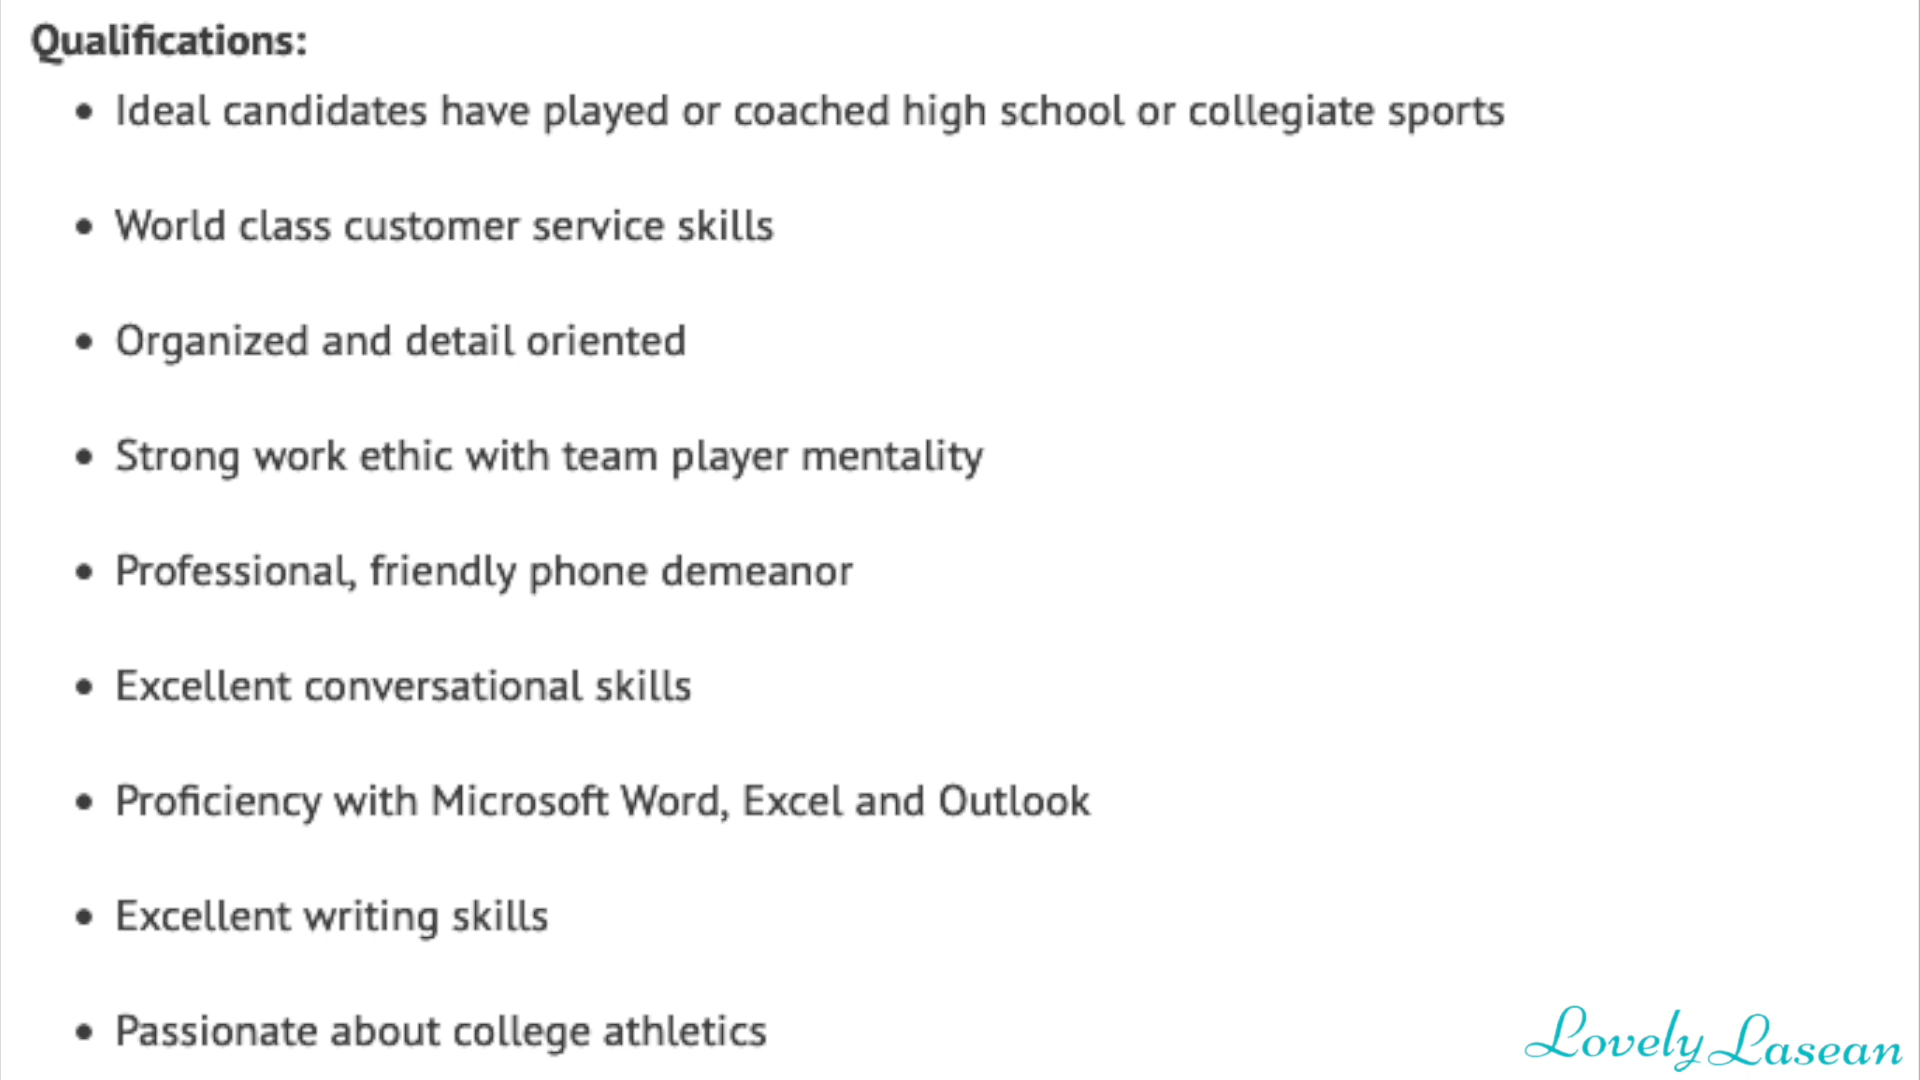 Qualifications:
• Ideal candidates have played or coached high school or collegiate sports
• World class customer service skills
• Organized and detail oriented
• Strong work ethic with team player mentality
• Professional, friendly phone demeanor
• Excellent conversational skills
• Proficiency with Microsoft Word, Excel and Outlook
• Excellent writing skills
• Passionate about college athletics
Lovely Lasean